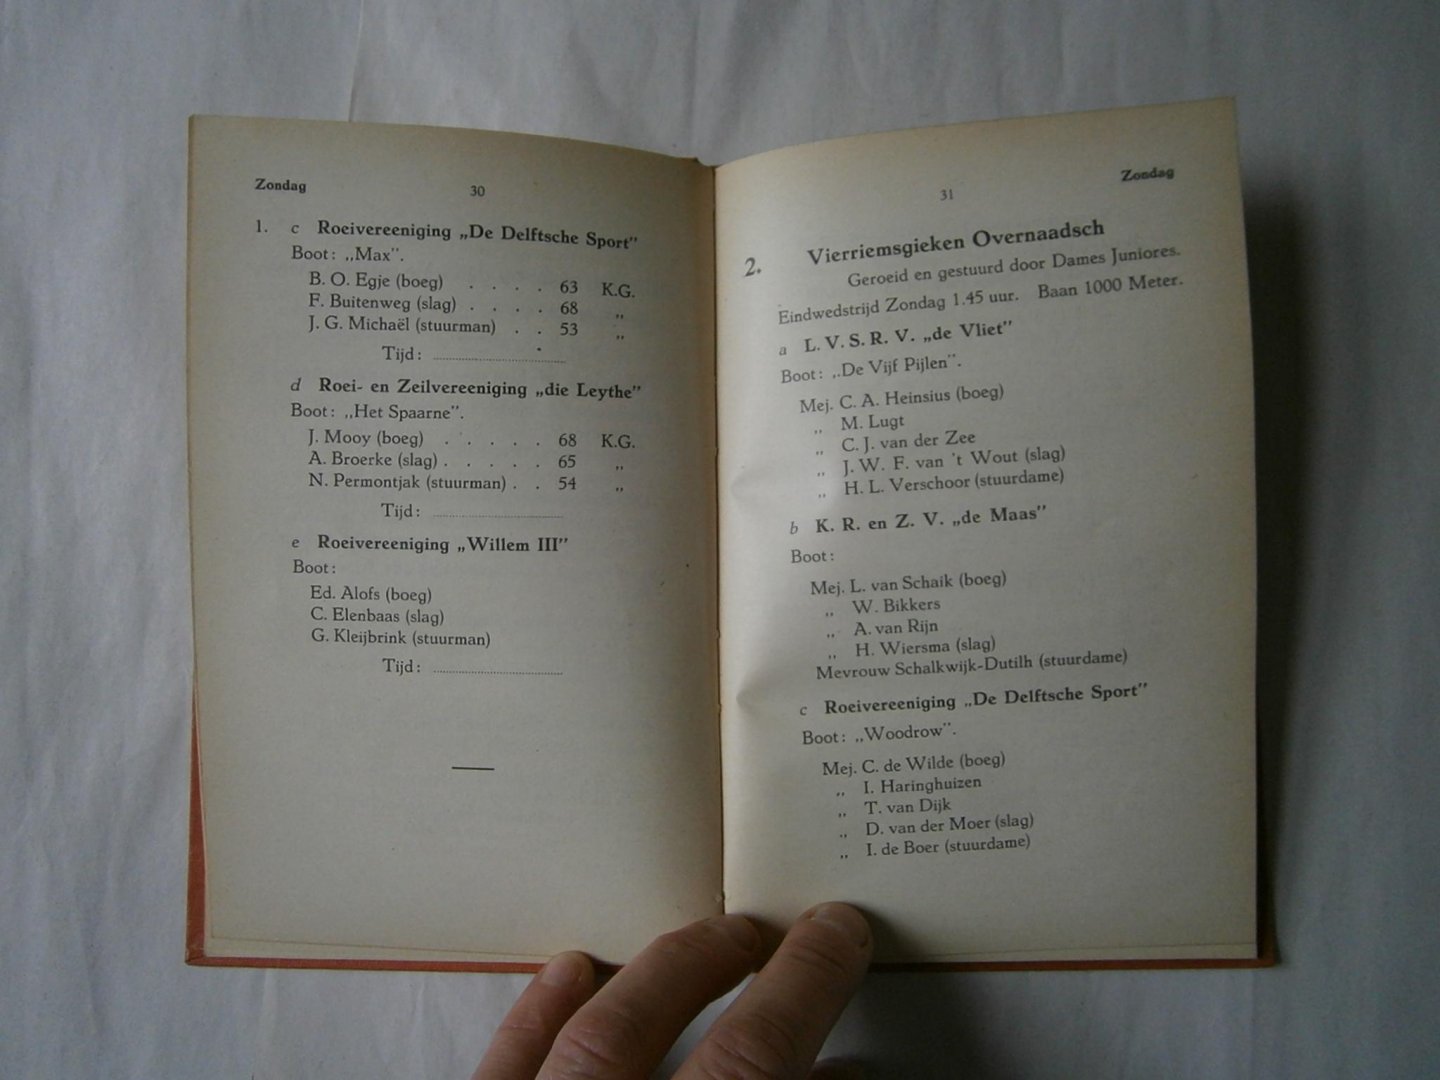 Zondag
30
1. c Roeivereeniging „De Delftsche Sport”
Boot: „Max”.
B. O. Egje (boeg) . . . . 63 K.G.
F. Buitenweg (slag) . . . . 68 „
J. G. Michaël (stuurman) . . 53 „
Tijd:
d Roei- en Zeilvereeniging „die Leythe”
Boot: „Het Spaarne”.
J. Mooy (boeg) . . . . . 68 K.G.
A. Broerke (slag) . . . . . 65 „
N. Permontjak (stuurman) . . 54 „
Tijd:
e Roeivereeniging „Willem III”
Boot:
Ed. Alofs (boeg)
C. Elenbaas (slag)
G. Kleijbrink (stuurman)
Tijd:
Zondag
31
2. Vierriemsgieken Overnaadsch
Geroeid en gestuurd door Dames Juniores.
Eindwedstrijd Zondag 1.45 uur. Baan 1000 Meter.
a L. V. S. R. V. „de Vliet”
Boot: „De Vijf Pijlen”.
Mej. C. A. Heinsius (boeg)
„ M. Lugt
„ C. J. van der Zee
„ J. W. F. van 't Wout (slag)
„ H. L. Verschoor (stuurdame)
b K. R. en Z. V. „de Maas”
Boot:
Mej. L. van Schaik (boeg)
„ W. Bikkers
„ A. van Rijn
„ H. Wiersma (slag)
Mevrouw Schalkwijk-Dutilh (stuurdame)
c Roeivereeniging „De Delftsche Sport”
Boot: „Woodrow”.
Mej. C. de Wilde (boeg)
„ I. Haringhuizen
„ T. van Dijk
„ D. van der Moer (slag)
„ I. de Boer (stuurdame)